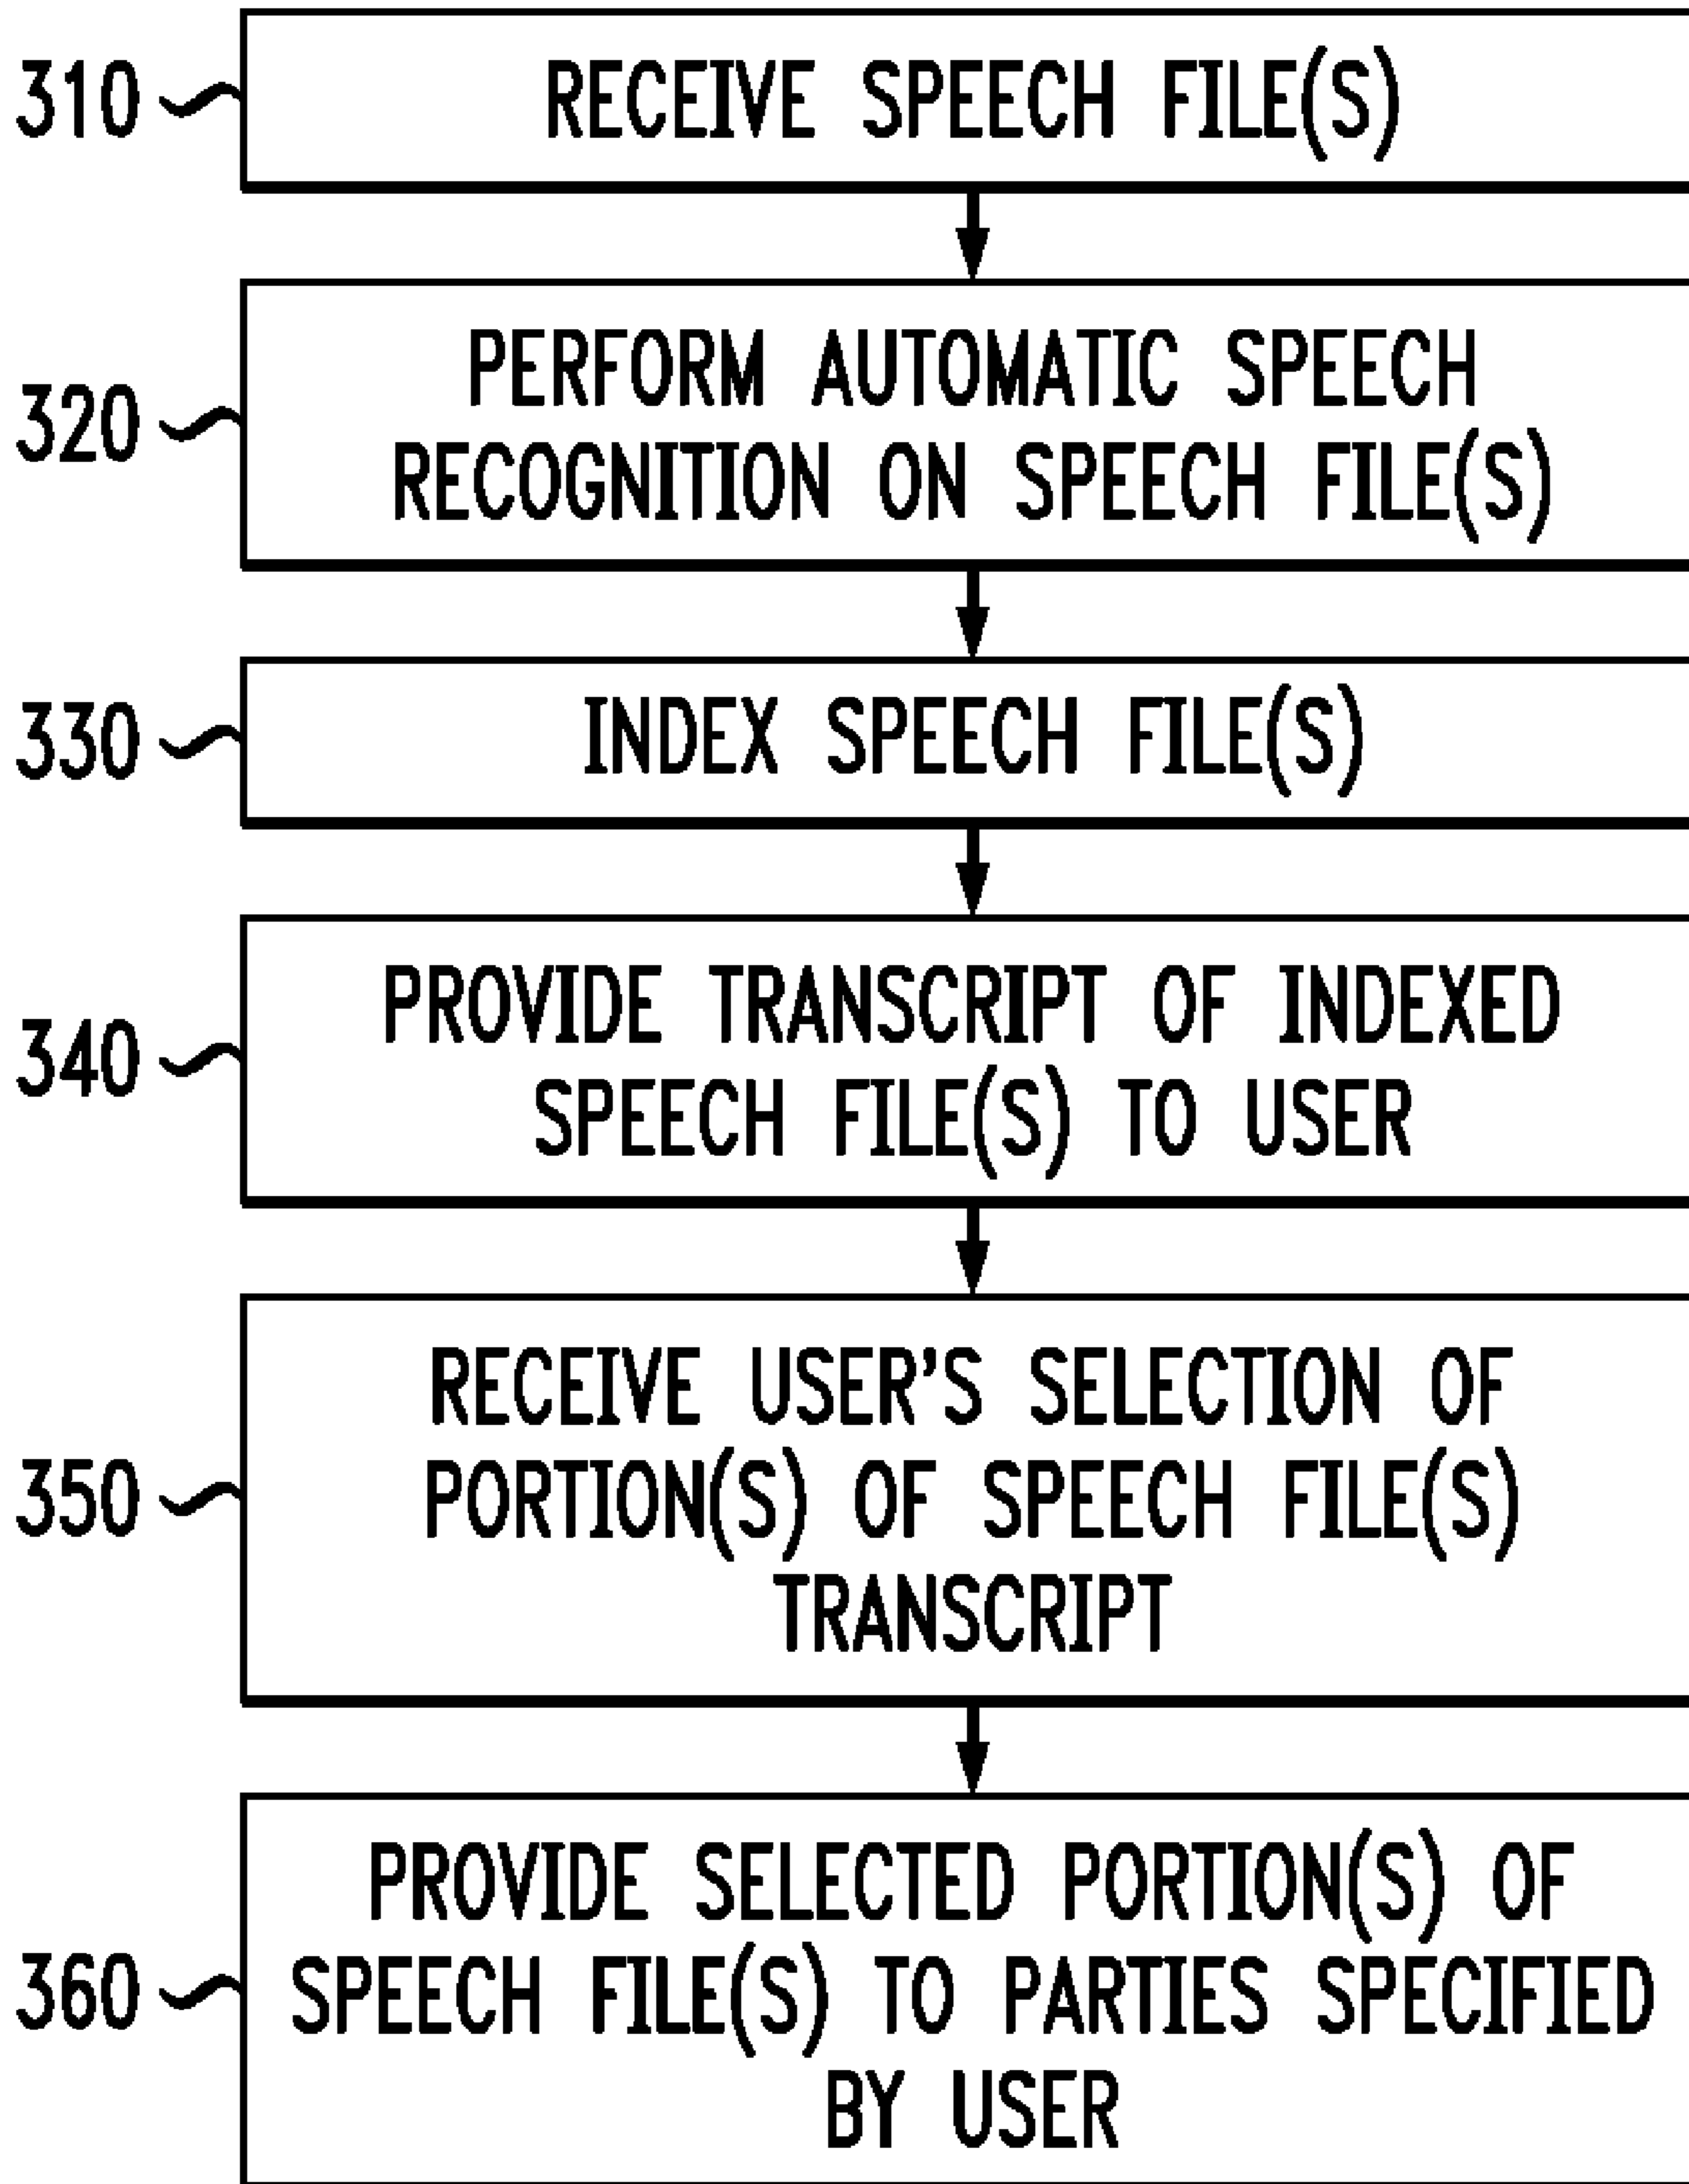 310
RECEIVE SPEECH FILE(S)
320
PERFORM AUTOMATIC SPEECH
RECOGNITION ON SPEECH FILE(S)
330
INDEX SPEECH FILE(S)
340
PROVIDE TRANSCRIPT OF INDEXED
SPEECH FILE(S) TO USER
350
RECEIVE USER'S SELECTION OF
PORTION(S) OF SPEECH FILE(S)
TRANSCRIPT
360
PROVIDE SELECTED PORTION(S) OF
SPEECH FILE(S) TO PARTIES SPECIFIED
BY USER